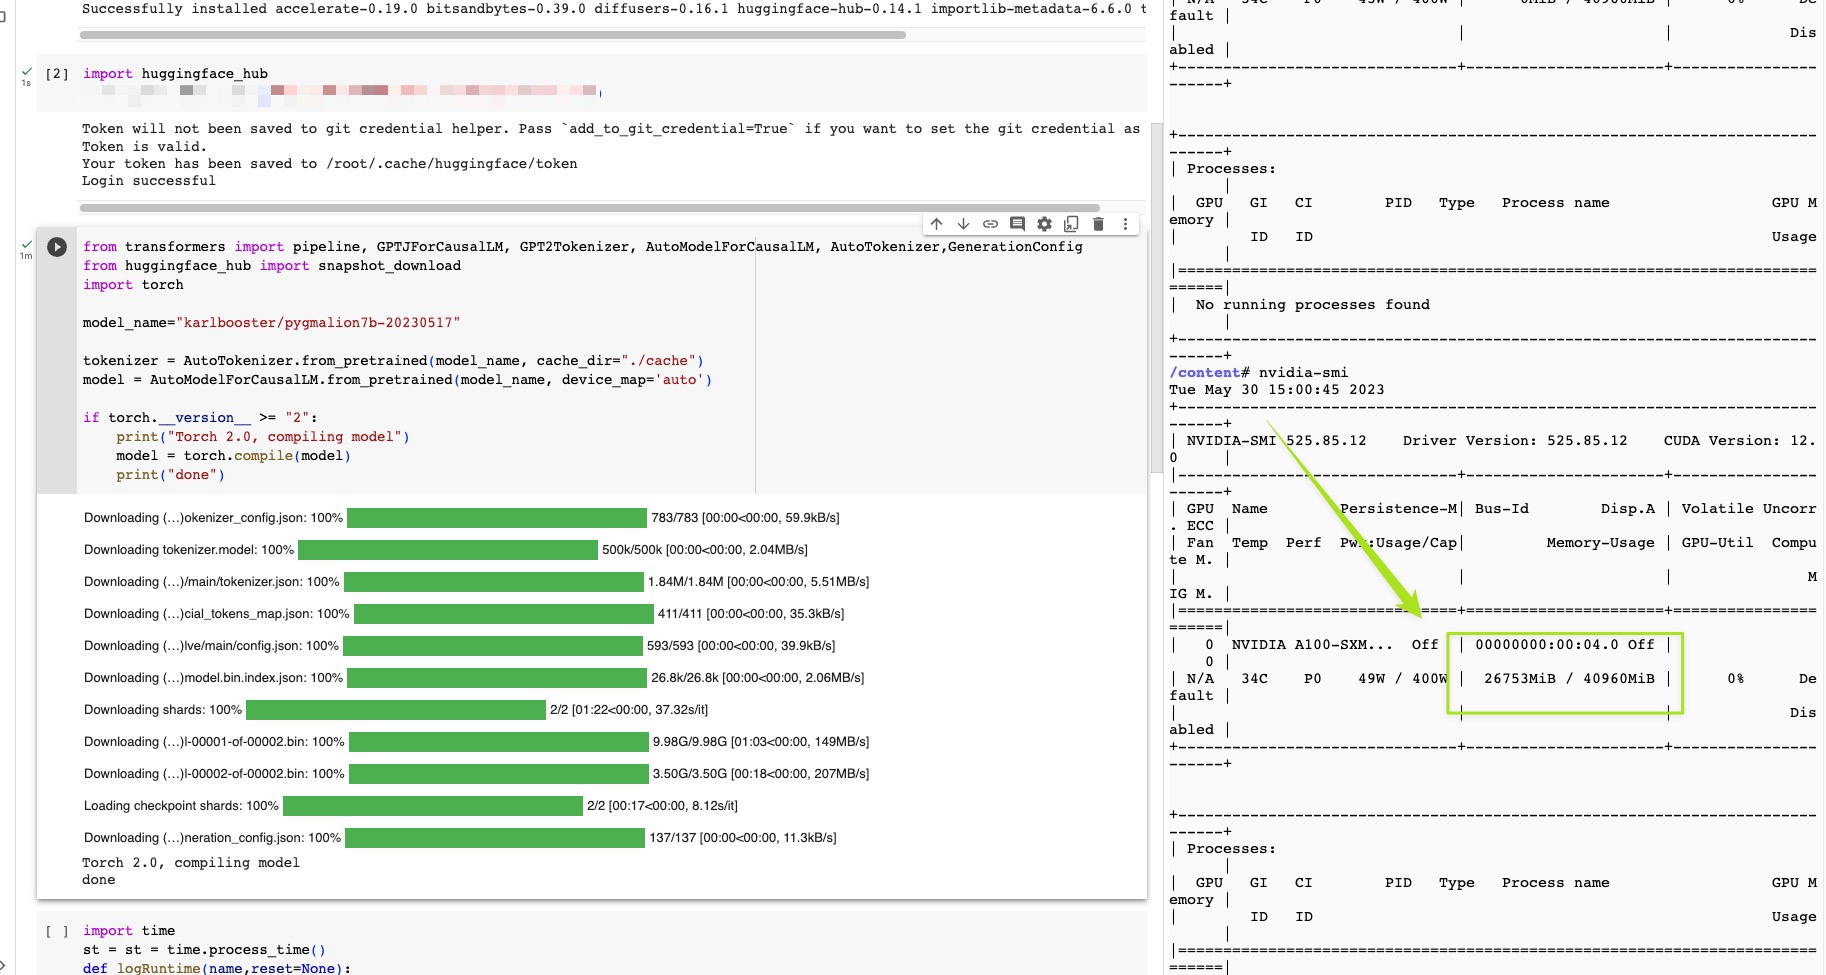 Successfully installed accelerate-0.19.0 bitsandbytes-0.39.0 diffusers-0.16.1 huggingface-hub-0.14.1 importlib-metadata-6.6.0 t
1s
[2] import huggingface_hub
)
Token will not been saved to git credential helper. Pass `add_to_git_credential=True` if you want to set the git credential as
Token is valid.
Your token has been saved to /root/.cache/huggingface/token
Login successful
1m
from transformers import pipeline, GPTJForCausalLM, GPT2Tokenizer, AutoModelForCausalLM, AutoTokenizer,GenerationConfig
from huggingface_hub import snapshot_download
import torch
model_name="karlbooster/pygmalion7b-20230517"
tokenizer = AutoTokenizer.from_pretrained(model_name, cache_dir="./cache")
model = AutoModelForCausalLM.from_pretrained(model_name, device_map='auto')
if torch.__version__ >= "2":
    print("Torch 2.0, compiling model")
    model = torch.compile(model)
    print("done")
Downloading (…)okenizer_config.json: 100% 783/783 [00:00<00:00, 59.9kB/s]
Downloading tokenizer.model: 100% 500k/500k [00:00<00:00, 2.04MB/s]
Downloading (…)/main/tokenizer.json: 100% 1.84M/1.84M [00:00<00:00, 5.51MB/s]
Downloading (…)cial_tokens_map.json: 100% 411/411 [00:00<00:00, 35.3kB/s]
Downloading (…)lve/main/config.json: 100% 593/593 [00:00<00:00, 39.9kB/s]
Downloading (…)model.bin.index.json: 100% 26.8k/26.8k [00:00<00:00, 2.06MB/s]
Downloading shards: 100% 2/2 [01:22<00:00, 37.32s/it]
Downloading (…)l-00001-of-00002.bin: 100% 9.98G/9.98G [01:03<00:00, 149MB/s]
Downloading (…)l-00002-of-00002.bin: 100% 3.50G/3.50G [00:18<00:00, 207MB/s]
Loading checkpoint shards: 100% 2/2 [00:17<00:00, 8.12s/it]
Downloading (…)neration_config.json: 100% 137/137 [00:00<00:00, 11.3kB/s]
Torch 2.0, compiling model
done
[ ] import time
st = st = time.process_time()
def logRuntime(name,reset=None):
| N/A   34C    P0    45W / 400W |      0MiB / 40960MiB |      0%      De
fault |
|                               |                      |             Dis
abled |
+-------------------------------+----------------------+----------------
------+
+-----------------------------------------------------------------------
------+
| Processes:
      |
|  GPU   GI   CI        PID   Type   Process name                  GPU M
emory |
|        ID   ID                                                   Usage
      |
|=======================================================================
======|
|  No running processes found
      |
+-----------------------------------------------------------------------
------+
/content# nvidia-smi
Tue May 30 15:00:45 2023
+-----------------------------------------------------------------------
------+
| NVIDIA-SMI 525.85.12    Driver Version: 525.85.12    CUDA Version: 12.
0     |
|-------------------------------+----------------------+----------------
------+
| GPU  Name        Persistence-M| Bus-Id        Disp.A | Volatile Uncorr
. ECC |
| Fan  Temp  Perf  Pwr:Usage/Cap|         Memory-Usage | GPU-Util  Compu
te M. |
|                               |                      |               M
IG M. |
|===============================+======================+================
======|
|   0  NVIDIA A100-SXM...  Off  | 00000000:00:04.0 Off |
    0 |
| N/A   34C    P0    49W / 400W |  26753MiB / 40960MiB |      0%      De
fault |
|                               |                      |             Dis
abled |
+-------------------------------+----------------------+----------------
------+
+-----------------------------------------------------------------------
------+
| Processes:
      |
|  GPU   GI   CI        PID   Type   Process name                  GPU M
emory |
|        ID   ID                                                   Usage
      |
|=======================================================================
======|